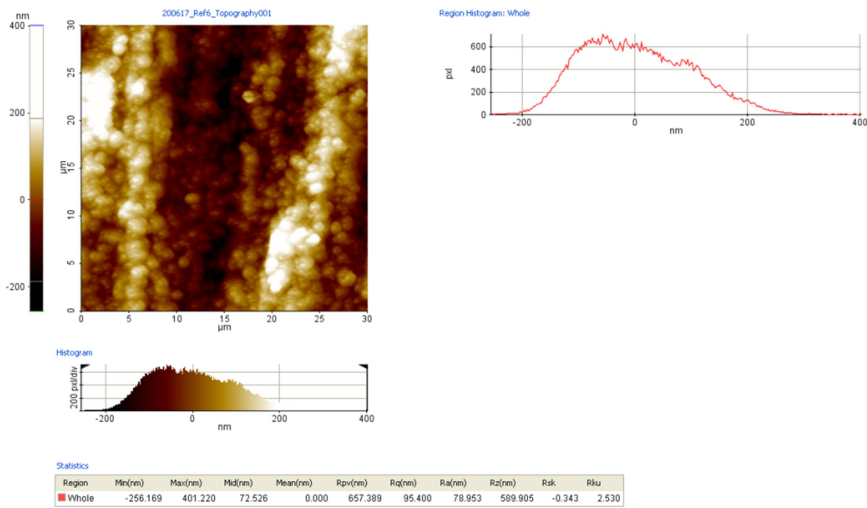 200617_Ref6_Topography001
nm
400
200
0
-200
µm
30
25
20
15
10
5
0
0 5 10 15 20 25 30
µm
Region Histogram: Whole
pxl
600
400
200
0
-200 0 200 400
nm
Histogram
200 pxl/div
-200 0 200 400
nm
Statistics
Region Min(nm) Max(nm) Mid(nm) Mean(nm) Rpv(nm) Rq(nm) Ra(nm) Rz(nm) Rsk Rku
Whole -256.169 401.220 72.526 0.000 657.389 95.400 78.953 589.905 -0.343 2.530